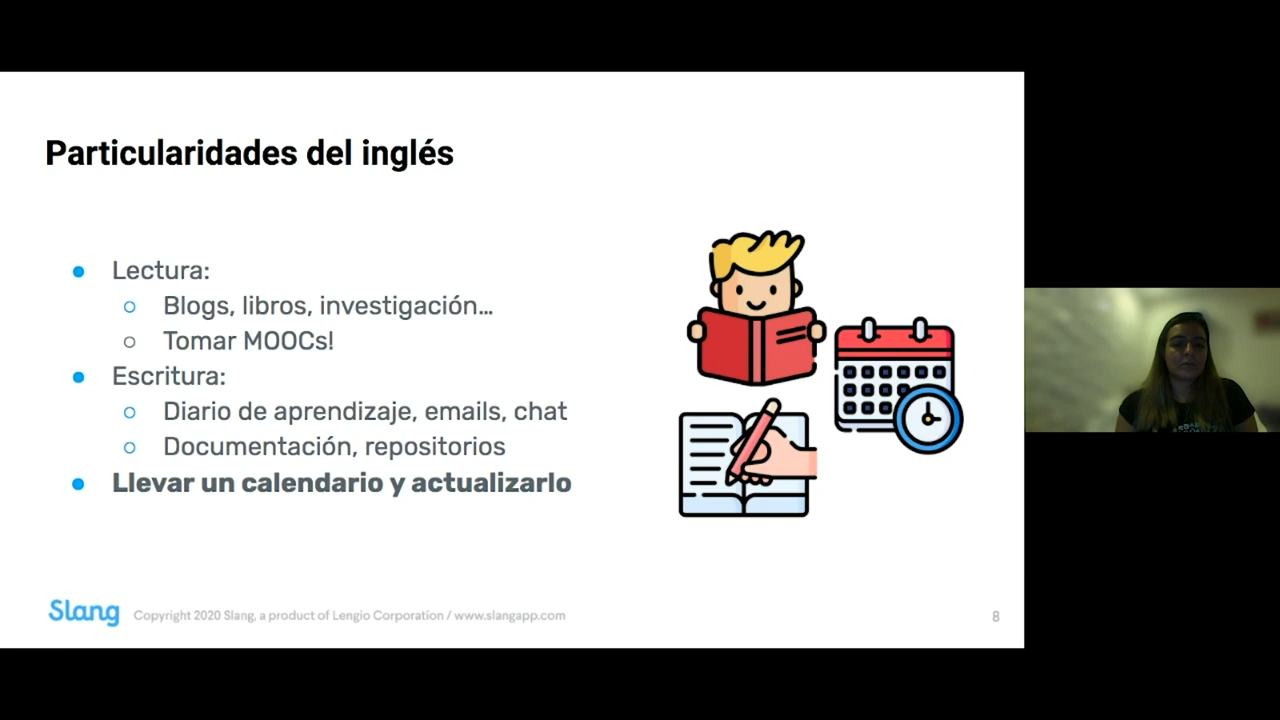 Particularidades del inglés
Lectura:
Blogs, libros, investigación...
Tomar MOOCs!
Escritura:
Diario de aprendizaje, emails, chat
Documentación, repositorios
Llevar un calendario y actualizarlo
Slang Copyright 2020 Slang, a product of Lengio Corporation / www.slangapp.com
8